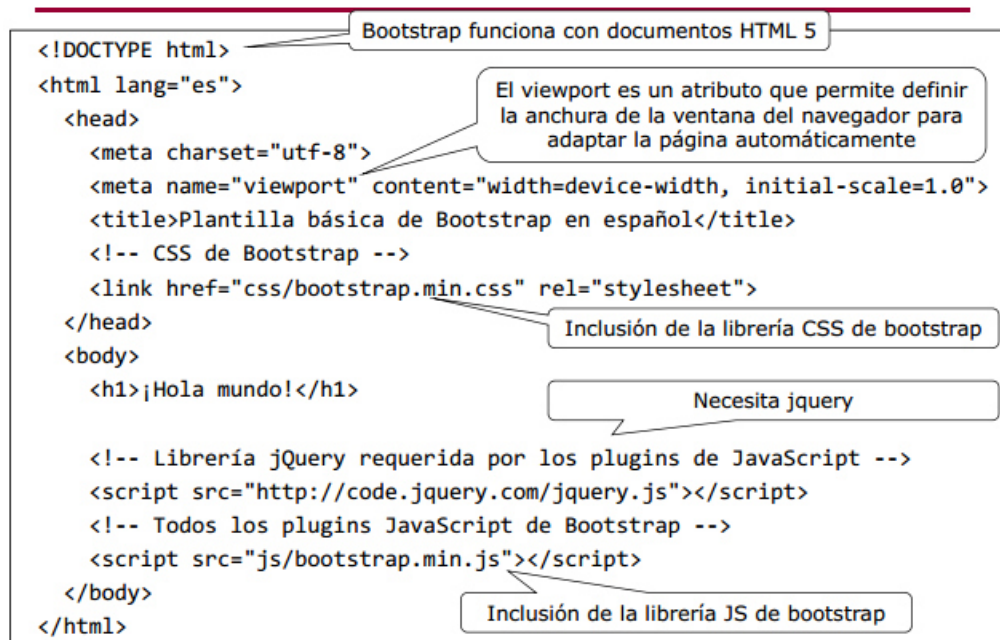 Bootstrap funciona con documentos HTML 5
<!DOCTYPE html>
<html lang="es">
El viewport es un atributo que permite definir
la anchura de la ventana del navegador para
adaptar la página automáticamente
<head>
<meta charset="utf-8">
<meta name="viewport" content="width=device-width, initial-scale=1.0">
<title>Plantilla básica de Bootstrap en español</title>
<!-- CSS de Bootstrap -->
<link href="css/bootstrap.min.css" rel="stylesheet">
Inclusión de la librería CSS de bootstrap
</head>
<body>
<h1>¡Hola mundo!</h1>
Necesita jquery
<!-- Librería jQuery requerida por los plugins de JavaScript -->
<script src="http://code.jquery.com/jquery.js"></script>
<!-- Todos los plugins JavaScript de Bootstrap -->
<script src="js/bootstrap.min.js"></script>
</body>
Inclusión de la librería JS de bootstrap
</html>